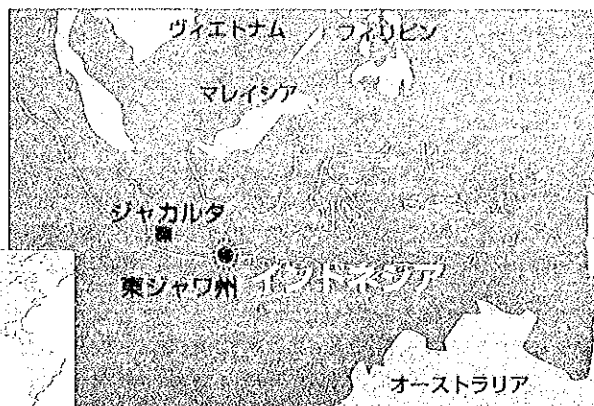 ヴィエトナム
フィリピン
マレイシア
ジャカルタ
東ジャワ州
インドネシア
オーストラリア